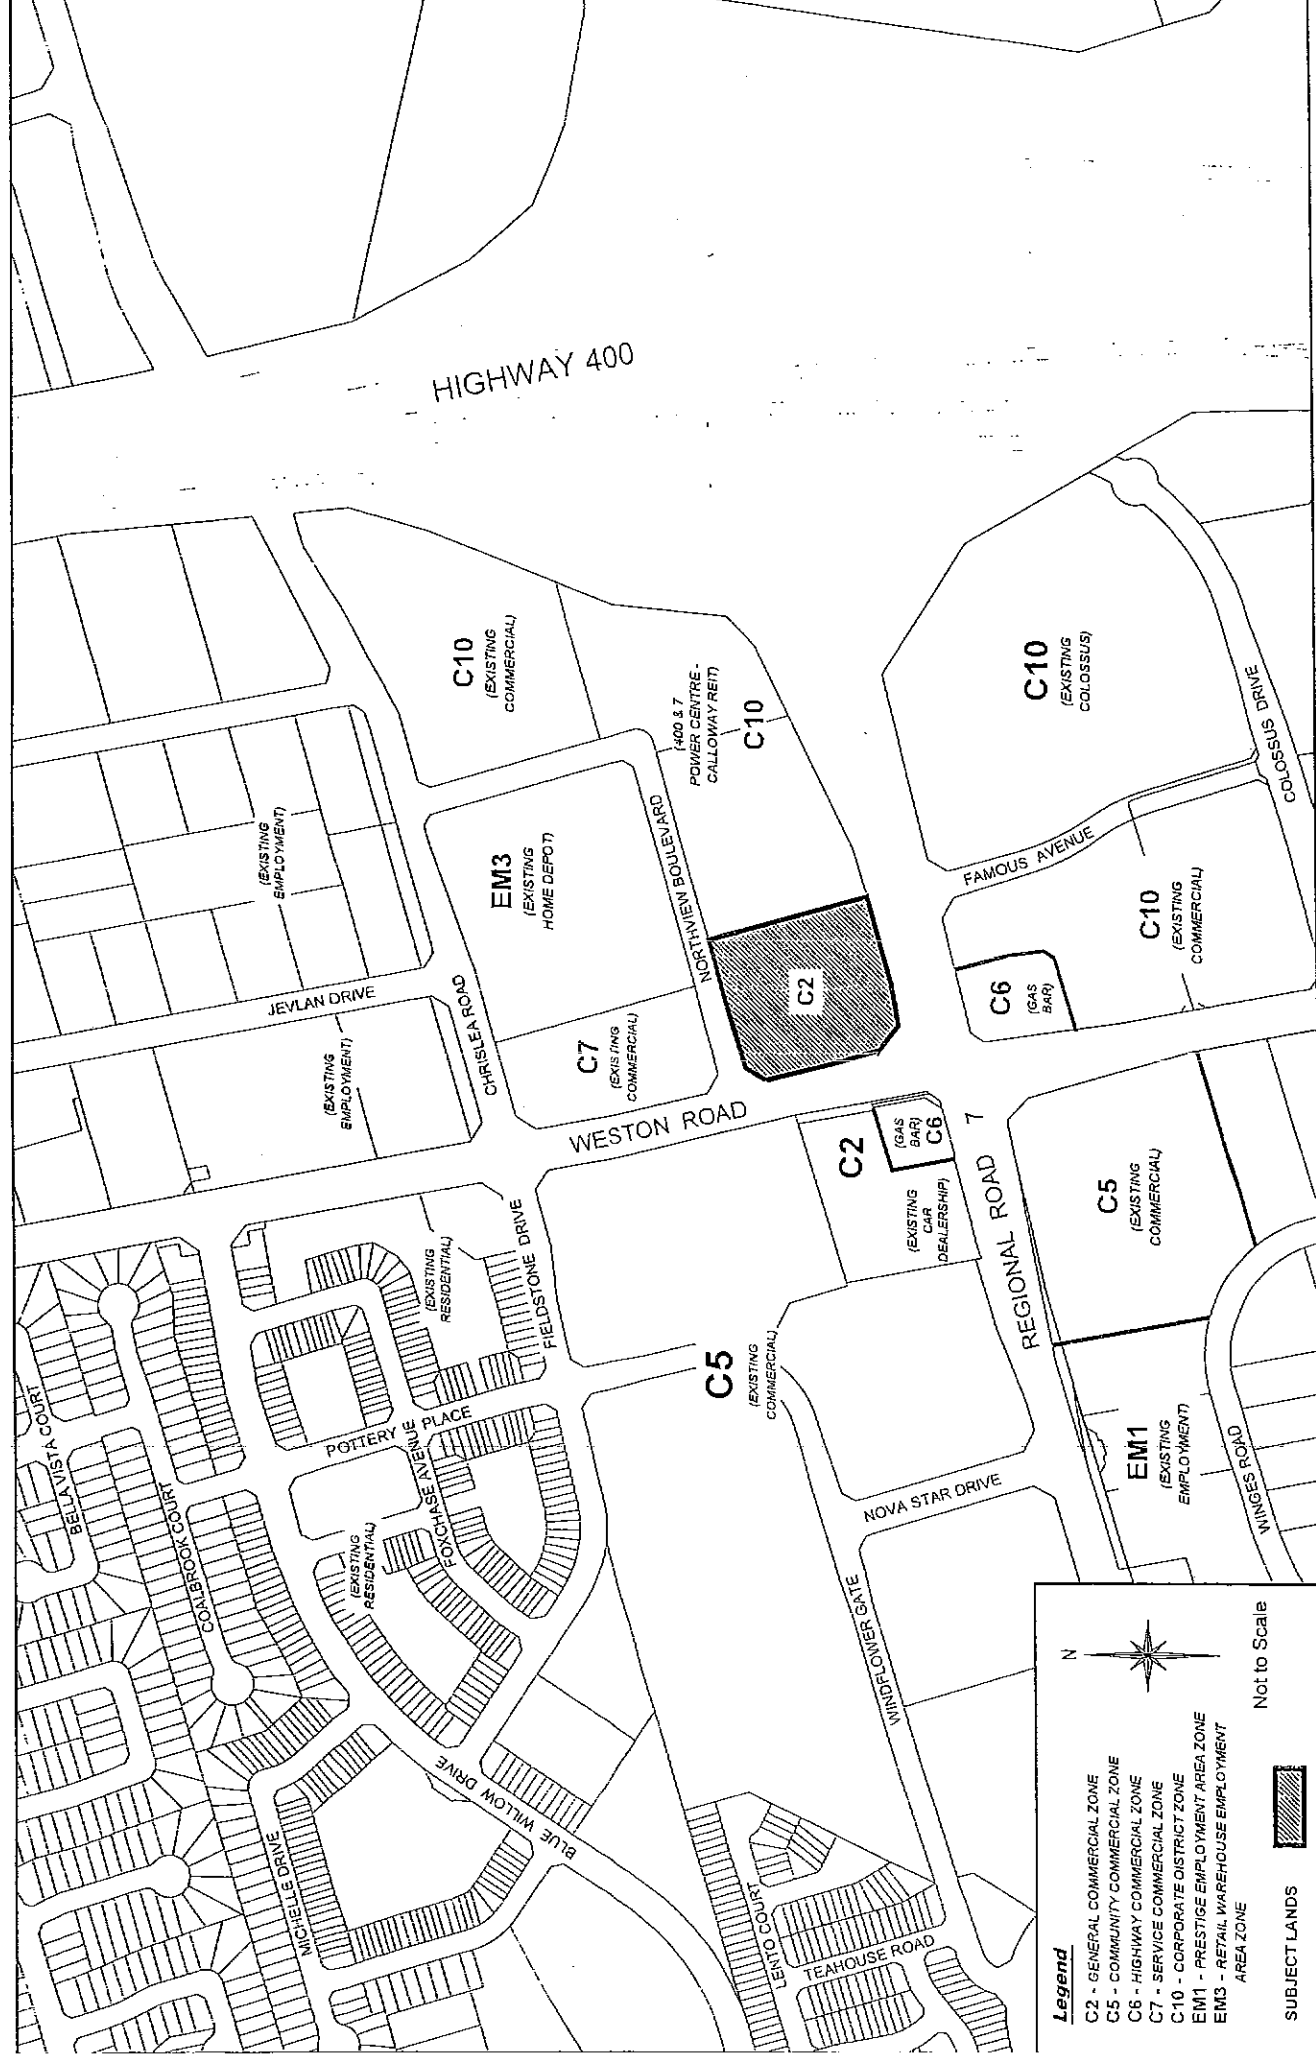 HIGHWAY 400
C10
(EXISTING
COMMERCIAL)
(400 & 7
POWER CENTRE -
CALLOWAY REIT)
C10
C10
(EXISTING
COLOSSUS)
COLOSSUS DRIVE
(EXISTING
EMPLOYMENT)
EM3
(EXISTING
HOME DEPOT)
NORTHVIEW BOULEVARD
FAMOUS AVENUE
C10
(EXISTING
COMMERCIAL)
JEVLAN DRIVE
CHRISLEA ROAD
C2
C6
(GAS
BAR)
(EXISTING
EMPLOYMENT)
C7
(EXISTING
COMMERCIAL)
WESTON ROAD
C2
(GAS
BAR)
C6
(EXISTING
CAR
DEALERSHIP)
REGIONAL ROAD 7
C5
(EXISTING
COMMERCIAL)
(EXISTING
RESIDENTIAL)
FIELDSTONE DRIVE
C5
(EXISTING
COMMERCIAL)
BELLA VISTA COURT
POTTERY PLACE
FOXCHASE AVENUE
COALBROOK COURT
(EXISTING
RESIDENTIAL)
NOVA STAR DRIVE
EM1
(EXISTING
EMPLOYMENT)
WINGES ROAD
WINDFLOWER GATE
BLUE WILLOW DRIVE
MICHELLE DRIVE
LENTO COURT
TEAHOUSE ROAD
Legend
C2 - GENERAL COMMERCIAL ZONE
C5 - COMMUNITY COMMERCIAL ZONE
C6 - HIGHWAY COMMERCIAL ZONE
C7 - SERVICE COMMERCIAL ZONE
C10 - CORPORATE DISTRICT ZONE
EM1 - PRESTIGE EMPLOYMENT AREA ZONE
EM3 - RETAIL WAREHOUSE EMPLOYMENT
AREA ZONE
SUBJECT LANDS
N
Not to Scale